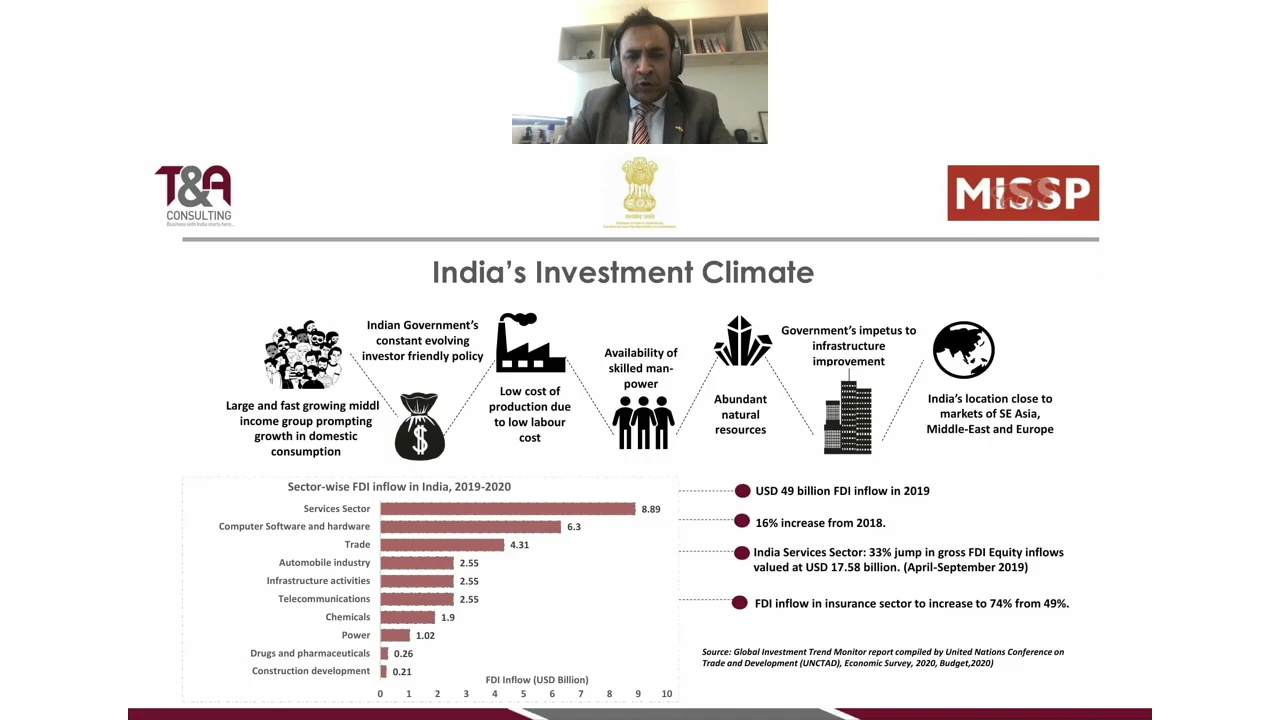 T&A
CONSULTING
Business with India starts here...
MISSP
India's Investment Climate
Large and fast growing middl
income group prompting
growth in domestic
consumption
Indian Government's
constant evolving
investor friendly policy
$
Low cost of
production due
to low labour
cost
Availability of
skilled man-
power
Abundant
natural
resources
Government's impetus to
infrastructure
improvement
India's location close to
markets of SE Asia,
Middle-East and Europe
Sector-wise FDI inflow in India, 2019-2020
Services Sector 8.89
Computer Software and hardware 6.3
Trade 4.31
Automobile industry 2.55
Infrastructure activities 2.55
Telecommunications 2.55
Chemicals 1.9
Power 1.02
Drugs and pharmaceuticals 0.26
Construction development 0.21
FDI Inflow (USD Billion)
0 1 2 3 4 5 6 7 8 9 10
USD 49 billion FDI inflow in 2019
16% increase from 2018.
India Services Sector: 33% jump in gross FDI Equity inflows
valued at USD 17.58 billion. (April-September 2019)
FDI inflow in insurance sector to increase to 74% from 49%.
Source: Global Investment Trend Monitor report compiled by United Nations Conference on
Trade and Development (UNCTAD), Economic Survey, 2020, Budget,2020)